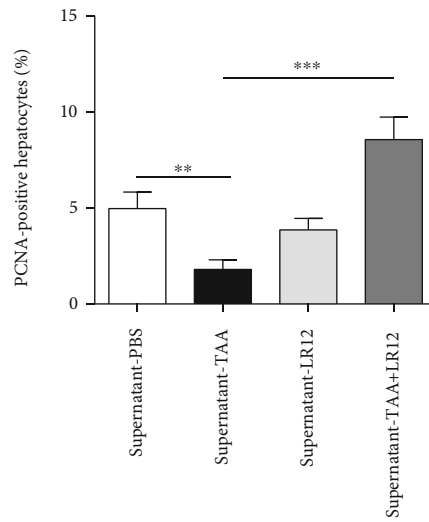 15
10
5
0
PCNA-positive hepatocytes (%)
**
***
Supernatant-PBS
Supernatant-TAA
Supernatant-LR12
Supernatant-TAA+LR12